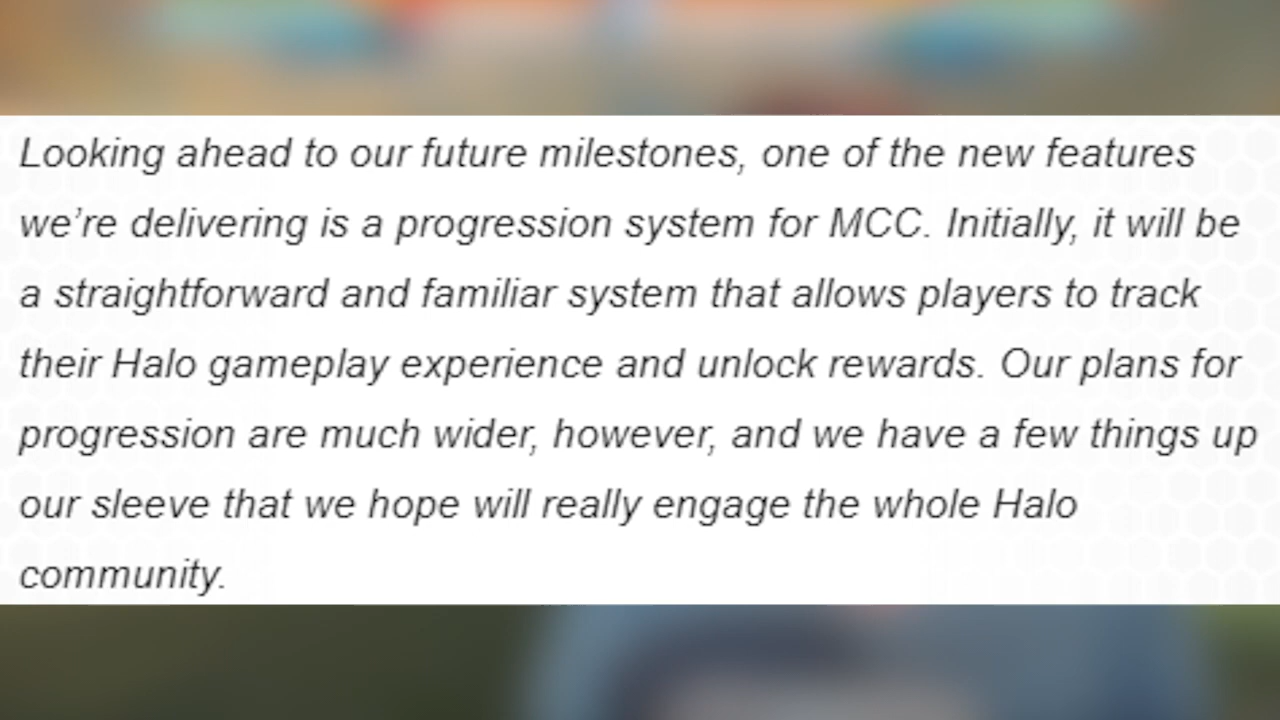 Looking ahead to our future milestones, one of the new features
we’re delivering is a progression system for MCC. Initially, it will be
a straightforward and familiar system that allows players to track
their Halo gameplay experience and unlock rewards. Our plans for
progression are much wider, however, and we have a few things up
our sleeve that we hope will really engage the whole Halo
community.